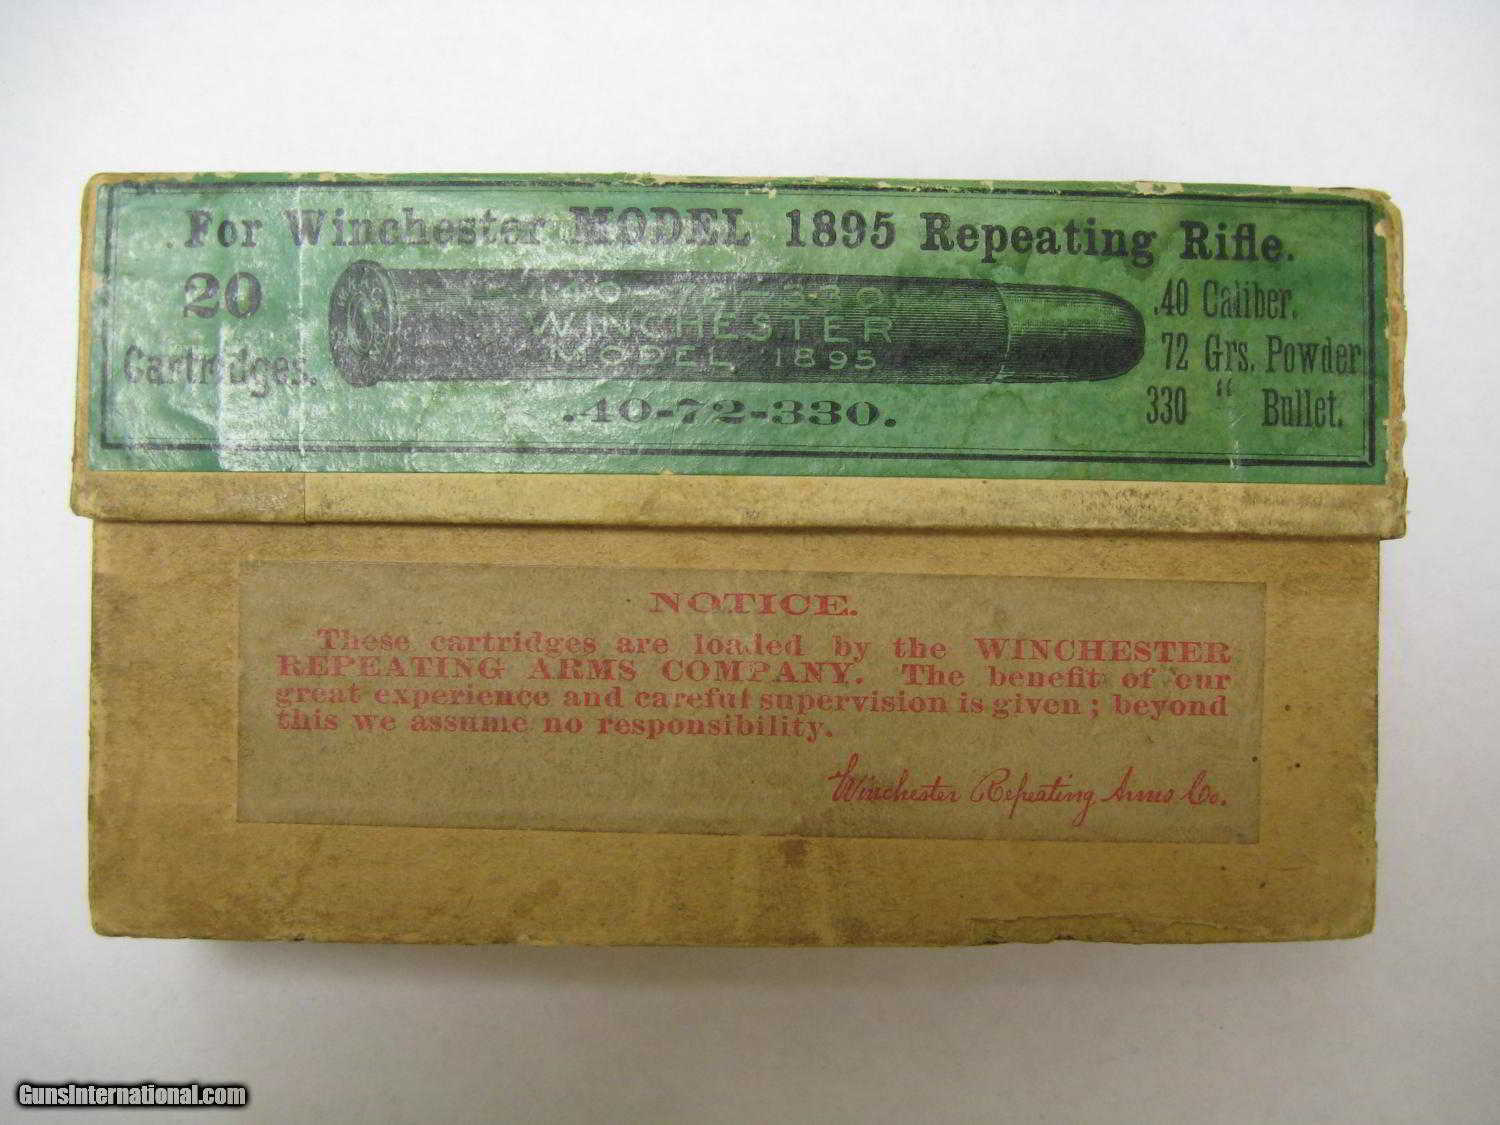 For Winchester MODEL 1895 Repeating Rifle.
20
Cartridges.
WINCHESTER
MODEL 1895
.40-72-330.
.40 Caliber.
72 Grs. Powder
330 " Bullet.
NOTICE.
These cartridges are loaded by the WINCHESTER
REPEATING ARMS COMPANY. The benefit of our
great experience and careful supervision is given; beyond
this we assume no responsibility.
Winchester Repeating Arms Co.
GunsInternational.com